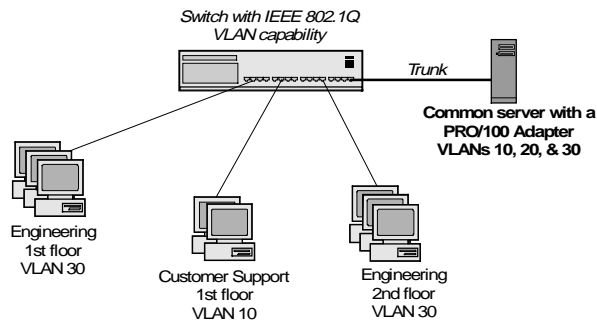 Switch with IEEE 802.1Q
VLAN capability
Trunk
Common server with a
PRO/100 Adapter
VLANs 10, 20, & 30
Engineering
1st floor
VLAN 30
Customer Support
1st floor
VLAN 10
Engineering
2nd floor
VLAN 30